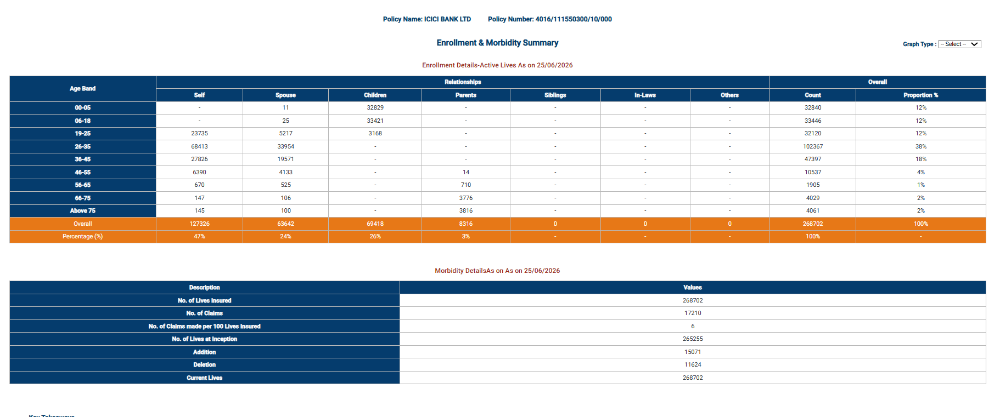 Policy Name: ICICI BANK LTD Policy Number: 4016/111550300/10/000
Enrollment & Morbidity Summary
Graph Type : -- Select --
Enrollment Details-Active Lives As on 25/06/2026
Age Band Relationships Overall
Self Spouse Children Parents Siblings In-Laws Others Count Proportion %
00-05 - 11 32829 - - - - 32840 12%
06-18 - 25 33421 - - - - 33446 12%
19-25 23735 5217 3168 - - - - 32120 12%
26-35 68413 33954 - - - - - 102367 38%
36-45 27826 19571 - - - - - 47397 18%
46-55 6390 4133 - 14 - - - 10537 4%
56-65 670 525 - 710 - - - 1905 1%
66-75 147 106 - 3776 - - - 4029 2%
Above 75 145 100 - 3816 - - - 4061 2%
Overall 127326 63642 69418 8316 0 0 0 268702 100%
Percentage (%) 47% 24% 26% 3% - - - 100% -
Morbidity DetailsAs on As on 25/06/2026
Description Values
No. of Lives Insured 268702
No. of Claims 17210
No. of Claims made per 100 Lives Insured 6
No. of Lives at Inception 265255
Addition 15071
Deletion 11624
Current Lives 268702
Key Takeaways